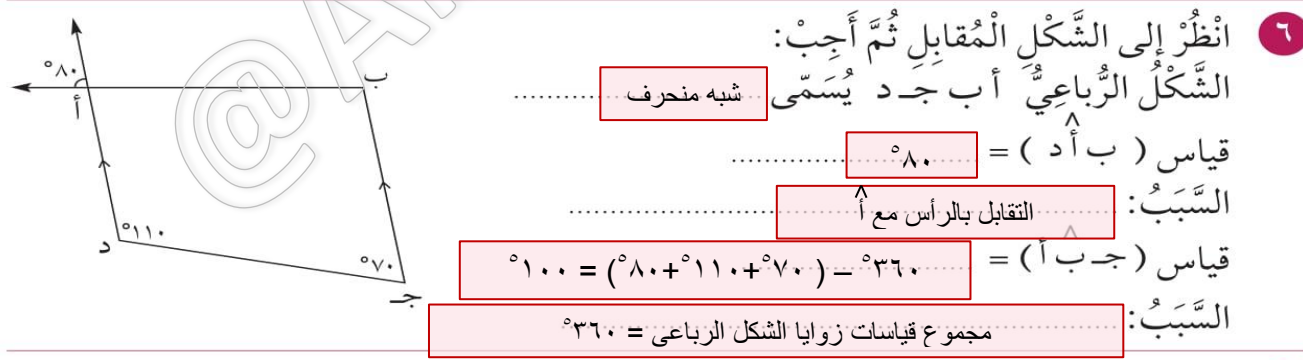 ٦ انْظُرْ إلى الشَّكْلِ الْمُقابِلِ ثُمَّ أَجِبْ:
الشَّكْلُ الرُّباعِيُّ أ ب جـ د يُسَمّى شبه منحرف
قياس ( ب أ̂ د ) = ٨٠°
السَّبَبُ: التقابل بالرأس مع أ̂
قياس ( جـ ب̂ أ ) = ٣٦٠° – ( ٧٠°+١١٠°+٨٠°) = ١٠٠°
السَّبَبُ: مجموع قياسات زوايا الشكل الرباعى = ٣٦٠°
٨٠°
ب
أ
د
١١٠°
٧٠°
جـ